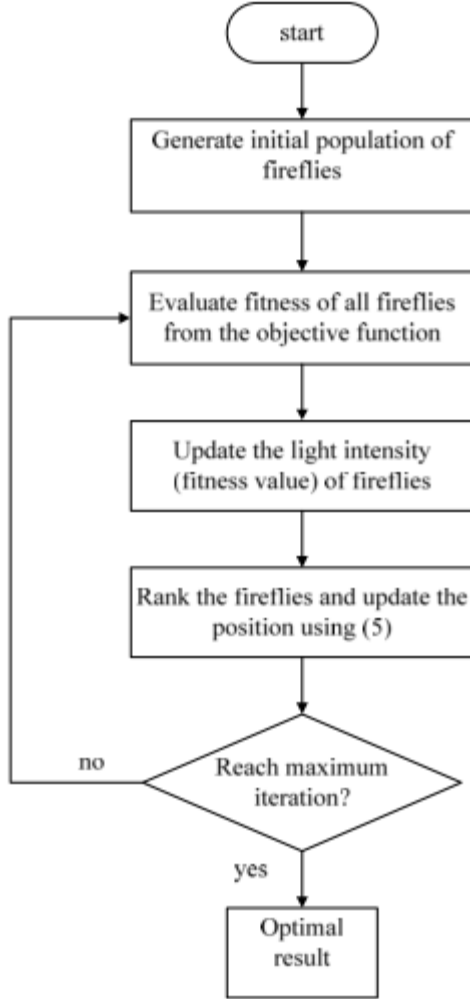 start
Generate initial population of
fireflies
Evaluate fitness of all fireflies
from the objective function
Update the light intensity
(fitness value) of fireflies
Rank the fireflies and update the
position using (5)
Reach maximum
iteration?
no
yes
Optimal
result